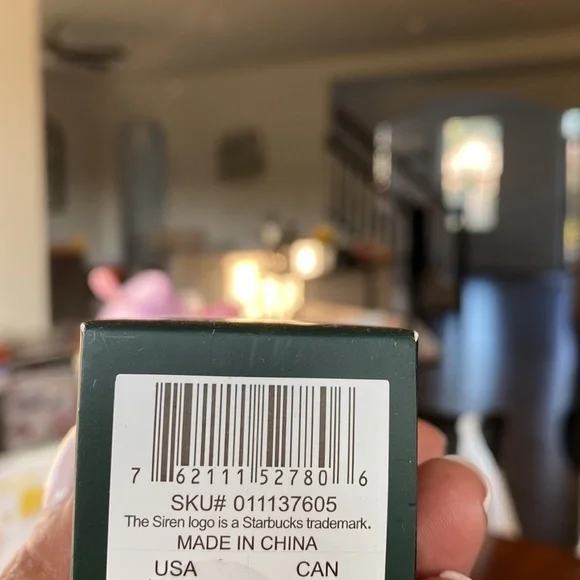 7 62111 52780 6
SKU# 011137605
The Siren logo is a Starbucks trademark.
MADE IN CHINA
USA CAN